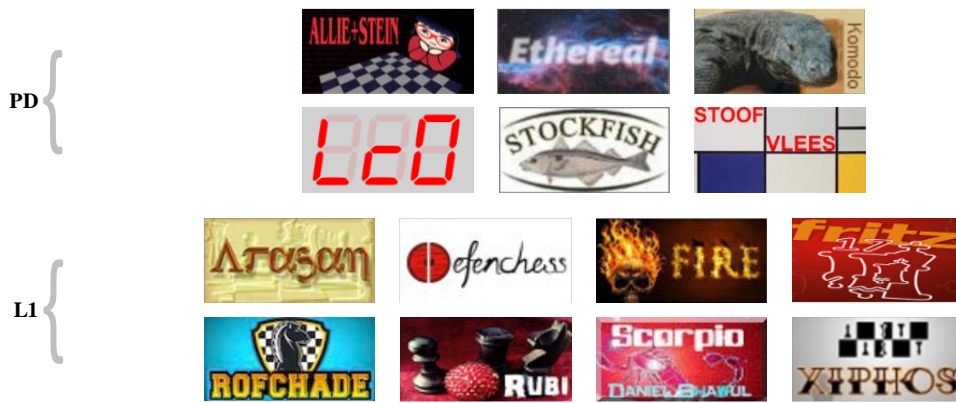 PD
ALLIE+STEIN
Ethereal
Komodo
Lc0
STOCKFISH
STOOF
VLEES
L1
Arasan
Defenchess
FIRE
fritz
17
ROFCHADE
RUBI
Scorpio
DANIEL SHAWUL
XIPHOS